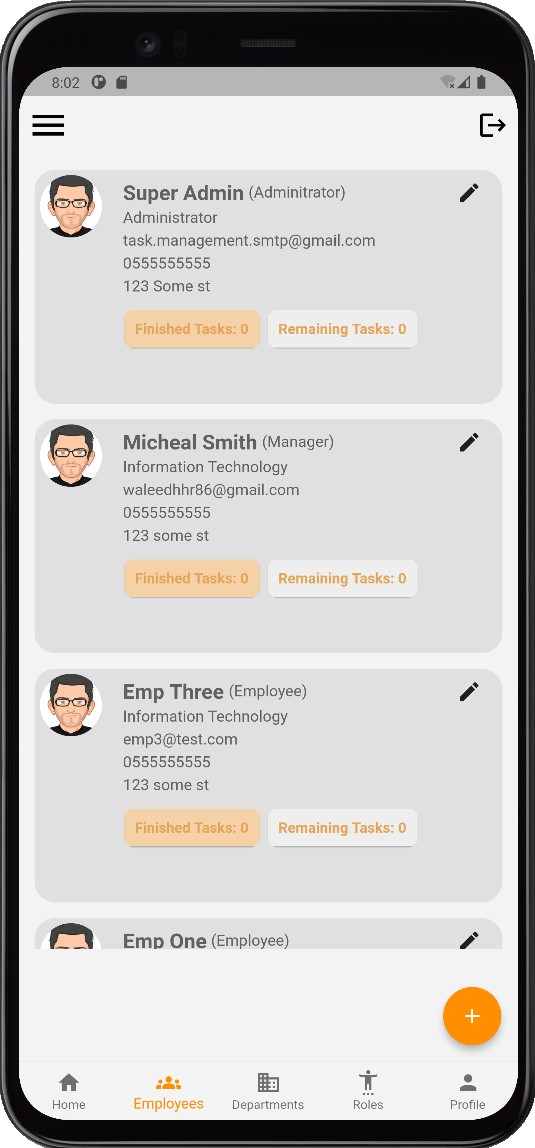 8:02
Super Admin (Adminitrator)
Administrator
task.management.smtp@gmail.com
0555555555
123 Some st
Finished Tasks: 0 Remaining Tasks: 0
Micheal Smith (Manager)
Information Technology
waleedhhr86@gmail.com
0555555555
123 some st
Finished Tasks: 0 Remaining Tasks: 0
Emp Three (Employee)
Information Technology
emp3@test.com
0555555555
123 some st
Finished Tasks: 0 Remaining Tasks: 0
Emp One (Employee)
Home Employees Departments Roles Profile